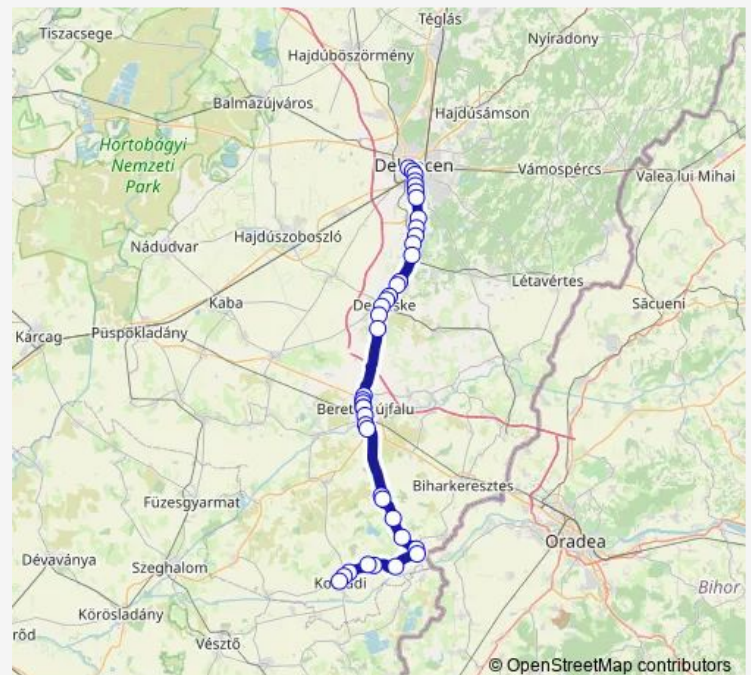 Téglás
Tiszacsege
Nyíradony
Hajdúböszörmény
Balmazújváros
Hajdúsámson
Hortobágyi
Nemzeti
Park
Vámospércs
Valea lui Mihai
Nádudvar
Hajdúszoboszló
Létavértes
Săcueni
Kaba
Karcag
Püspökladány
Biharkeresztes
Füzesgyarmat
Oradea
Dévaványa
Szeghalom
Bihor
Körösladány
Vésztő
© OpenStreetMap contributors